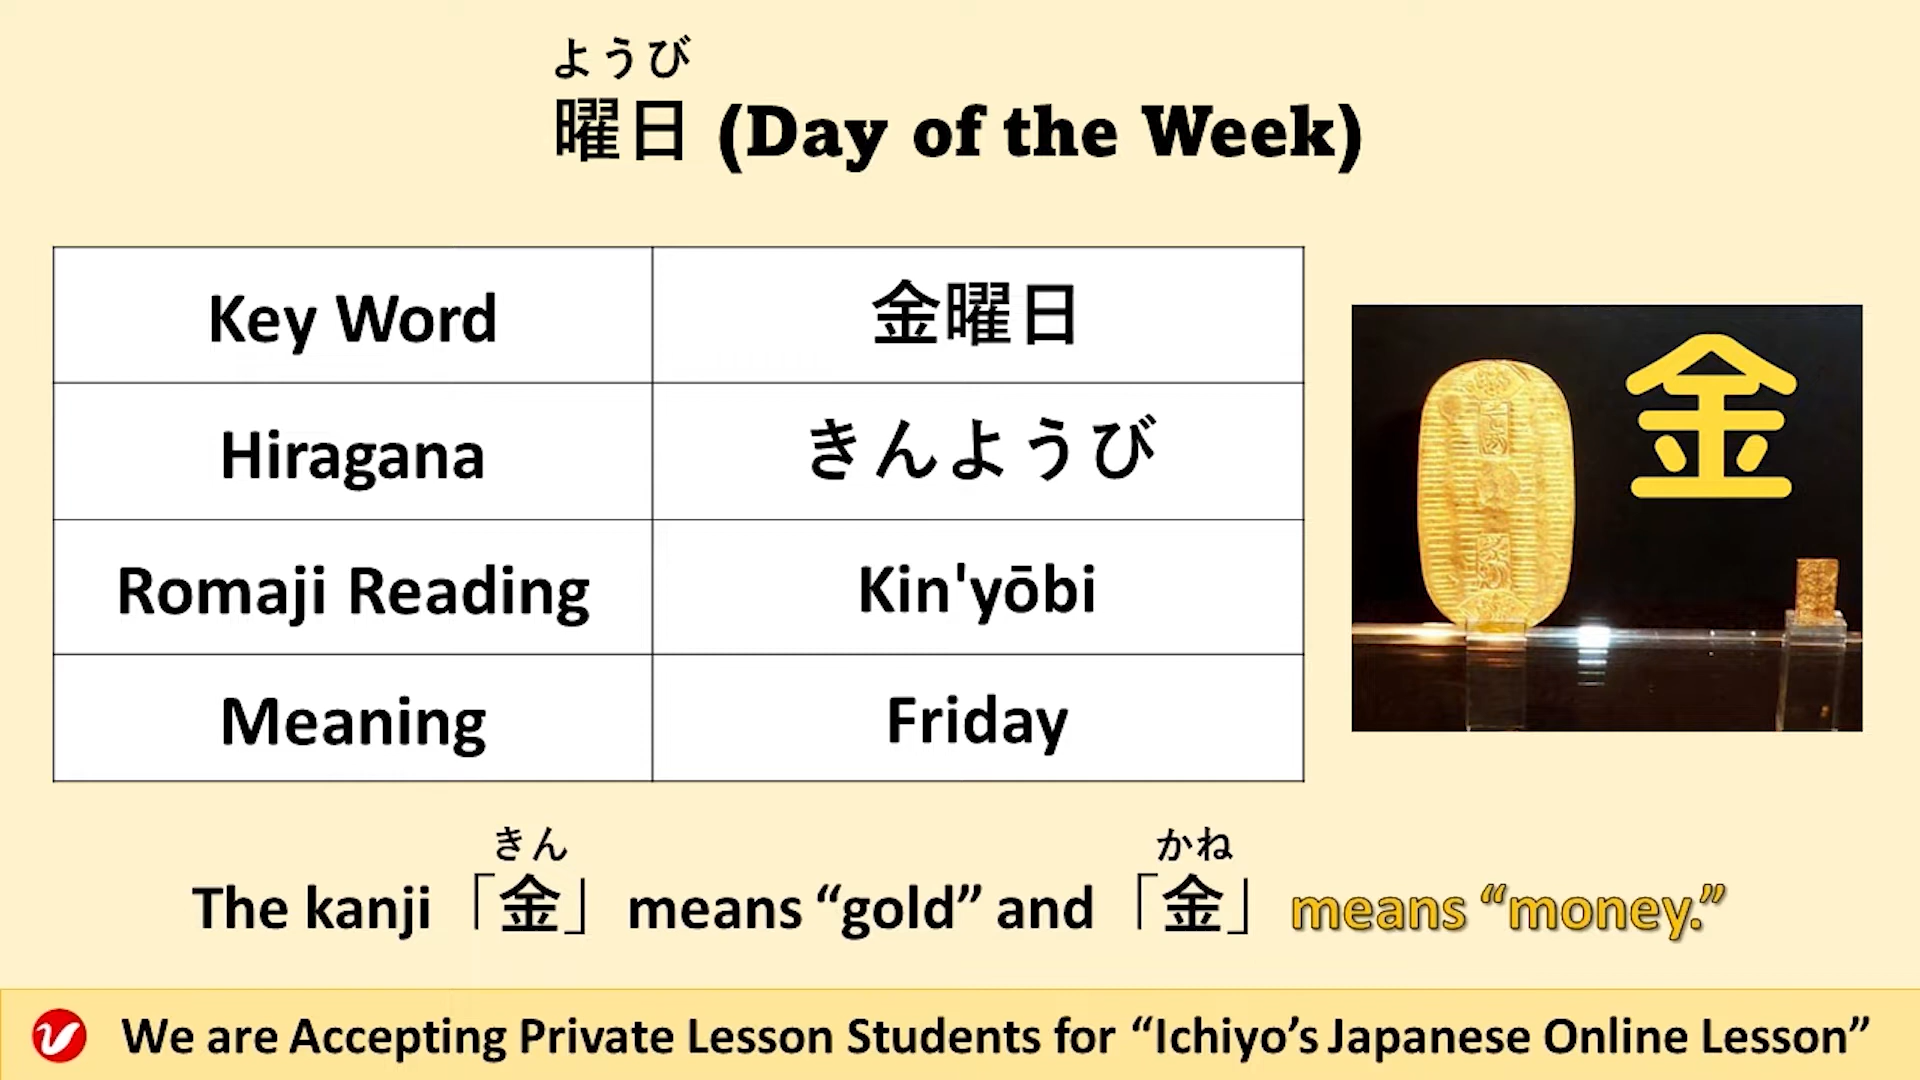 ようび
曜日 (Day of the Week)
Key Word 金曜日
Hiragana きんようび
Romaji Reading Kin'yōbi
Meaning Friday
金
きん かね
The kanji「金」means “gold” and「金」means “money.”
We are Accepting Private Lesson Students for “Ichiyo’s Japanese Online Lesson”